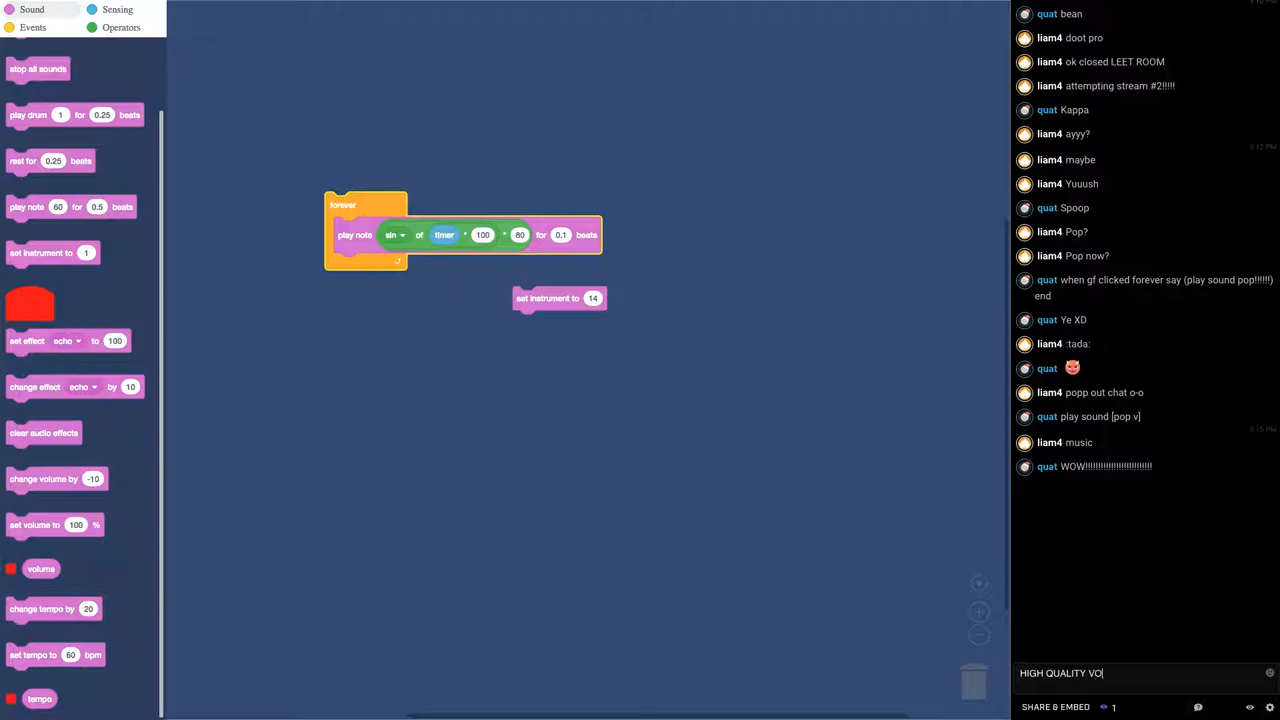 Sound
Sensing
Events
Operators
stop all sounds
play drum 1 for 0.25 beats
rest for 0.25 beats
play note 60 for 0.5 beats
set instrument to 1
set effect echo to 100
change effect echo by 10
clear audio effects
change volume by -10
set volume to 100 %
volume
change tempo by 20
set tempo to 60 bpm
tempo
forever
play note sin of timer * 100 * 80 for 0.1 beats
set instrument to 14
quat bean
liam4 doot pro
liam4 ok closed LEET ROOM
liam4 attempting stream #2!!!!!
quat Kappa
liam4 ayyy?
9:12 PM
liam4 maybe
liam4 Yuuush
quat Spoop
liam4 Pop?
liam4 Pop now?
quat when gf clicked forever say (play sound pop!!!!!!)
end
quat Ye XD
liam4 :tada:
quat
liam4 popp out chat o-o
quat play sound [pop v]
9:15 PM
liam4 music
quat WOW!!!!!!!!!!!!!!!!!!!!!!!!!!
HIGH QUALITY VO
SHARE & EMBED 1